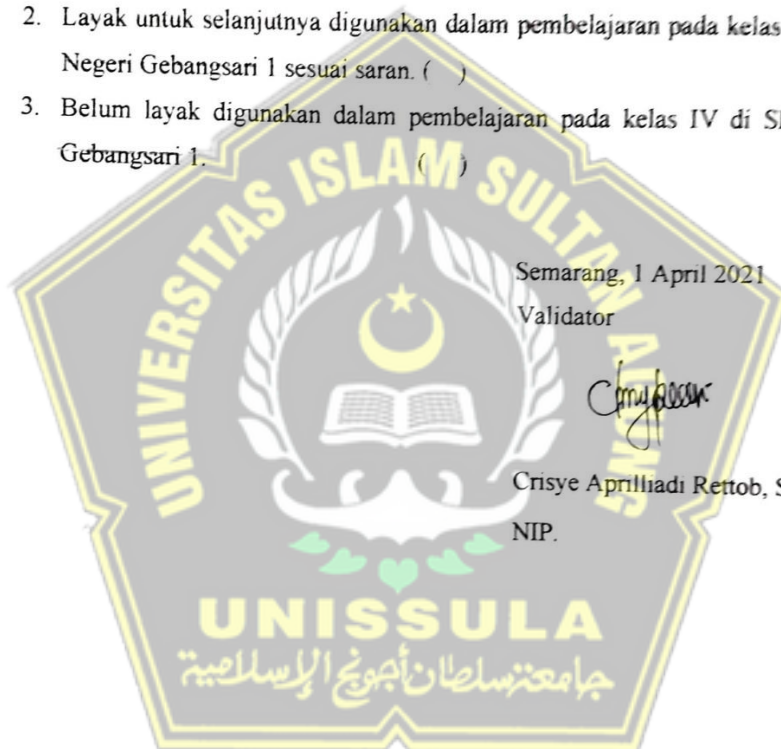 2. Layak untuk selanjutnya digunakan dalam pembelajaran pada kelas
Negeri Gebangsari 1 sesuai saran. ( )
3. Belum layak digunakan dalam pembelajaran pada kelas IV di
Gebangsari 1. ( )
UNIVERSITAS ISLAM SULTAN AGUNG
Semarang, 1 April 2021
Validator
Crisye Aprilliadi Rettob,
NIP.
UNISSULA
جامعة سلطان أجونج الإسلامية